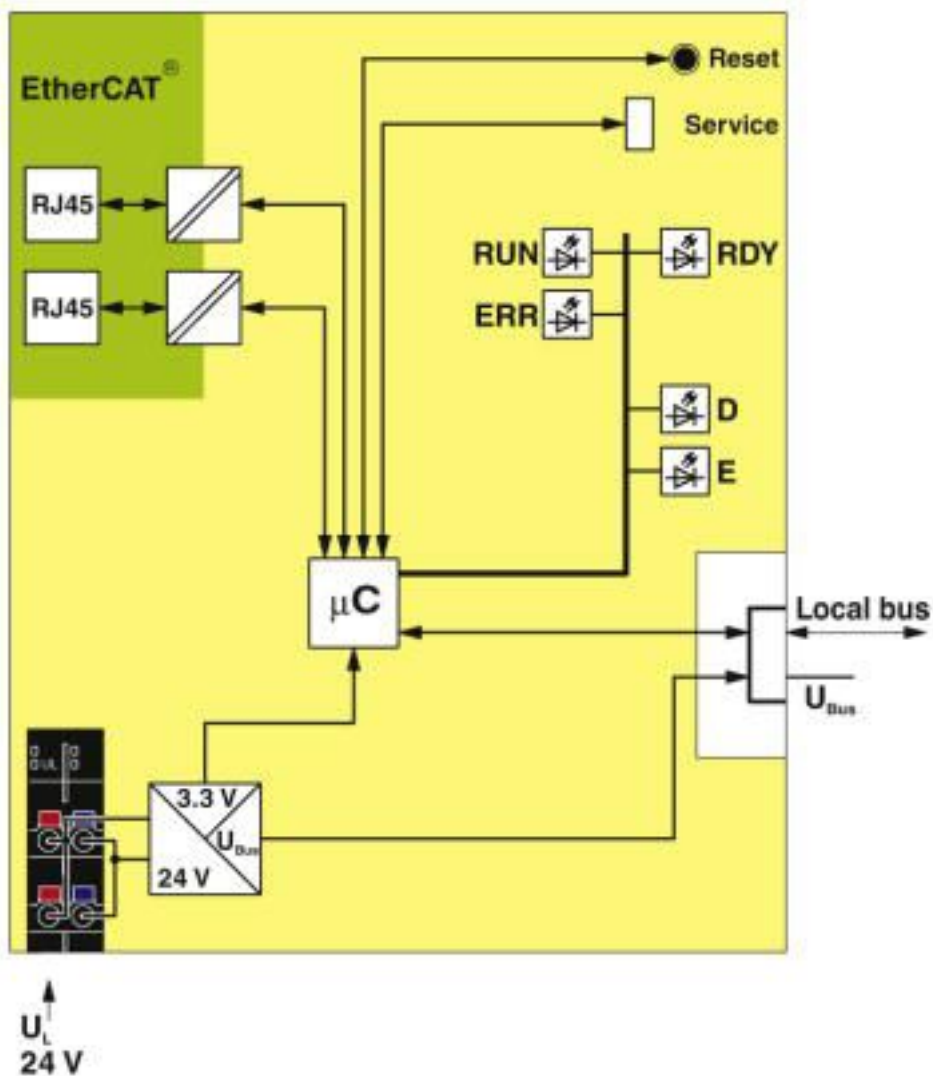 EtherCAT®
Reset
Service
RJ45
RUN
RDY
RJ45
ERR
D
E
µC
Local bus
UBus
UL
3.3 V
UBus
24 V
UL
24 V